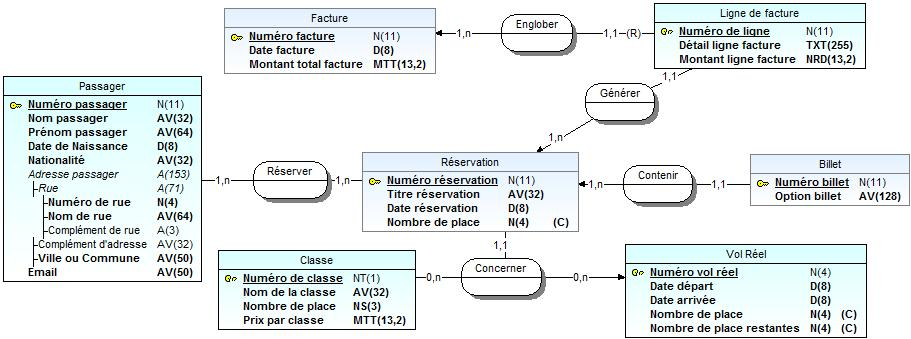 Facture
Numéro facture N(11)
Date facture D(8)
Montant total facture MTT(13,2)
1,n
Englober
1,1 (R)
Ligne de facture
Numéro de ligne N(11)
Détail ligne facture TXT(255)
Montant ligne facture NRD(13,2)
1,1
Générer
1,n
Passager
Numéro passager N(11)
Nom passager AV(32)
Prénom passager AV(64)
Date de Naissance D(8)
Nationalité AV(32)
Adresse passager A(153)
Rue A(71)
Numéro de rue N(4)
Nom de rue AV(64)
Complément de rue A(3)
Complément d'adresse AV(32)
Ville ou Commune AV(50)
Email AV(50)
1,n
Réserver
1,n
Réservation
Numéro réservation N(11)
Titre réservation AV(32)
Date réservation D(8)
Nombre de place N(4) (C)
1,n
Contenir
1,1
Billet
Numéro billet N(11)
Option billet AV(128)
1,1
Classe
Numéro de classe NT(1)
Nom de la classe AV(32)
Nombre de place NS(3)
Prix par classe MTT(13,2)
0,n
Concerner
0,n
Vol Réel
Numéro vol réel N(4)
Date départ D(8)
Date arrivée D(8)
Nombre de place N(4) (C)
Nombre de place restantes N(4) (C)